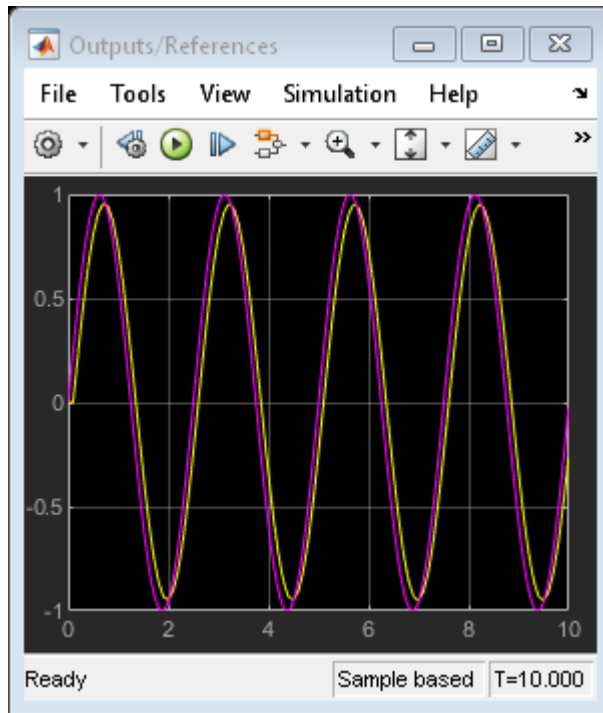 Outputs/References
File Tools View Simulation Help
1
0.5
0
-0.5
-1
0 2 4 6 8 10
Ready Sample based T=10.000